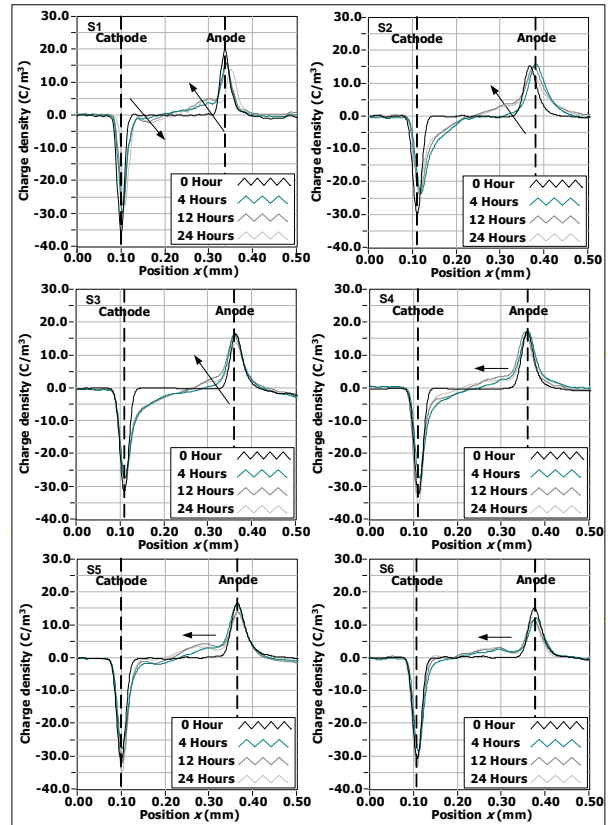 S1
Cathode
Anode
Charge density (C/m³)
30.0
20.0
10.0
0.0
-10.0
-20.0
-30.0
-40.0
0 Hour
4 Hours
12 Hours
24 Hours
0.00 0.10 0.20 0.30 0.40 0.50
Position x (mm)
S2
Cathode
Anode
Charge density (C/m³)
30.0
20.0
10.0
0.0
-10.0
-20.0
-30.0
-40.0
0 Hour
4 Hours
12 Hours
24 Hours
0.00 0.10 0.20 0.30 0.40 0.50
Position x (mm)
S3
Cathode
Anode
Charge density (C/m³)
30.0
20.0
10.0
0.0
-10.0
-20.0
-30.0
-40.0
0 Hour
4 Hours
12 Hours
24 Hours
0.00 0.10 0.20 0.30 0.40 0.50
Position x (mm)
S4
Cathode
Anode
Charge density (C/m³)
30.0
20.0
10.0
0.0
-10.0
-20.0
-30.0
-40.0
0 Hour
4 Hours
12 Hours
24 Hours
0.00 0.10 0.20 0.30 0.40 0.50
Position x (mm)
S5
Cathode
Anode
Charge density (C/m³)
30.0
20.0
10.0
0.0
-10.0
-20.0
-30.0
-40.0
0 Hour
4 Hours
12 Hours
24 Hours
0.00 0.10 0.20 0.30 0.40 0.50
Position x (mm)
S6
Cathode
Anode
Charge density (C/m³)
30.0
20.0
10.0
0.0
-10.0
-20.0
-30.0
-40.0
0 Hour
4 Hours
12 Hours
24 Hours
0.00 0.10 0.20 0.30 0.40 0.50
Position x (mm)